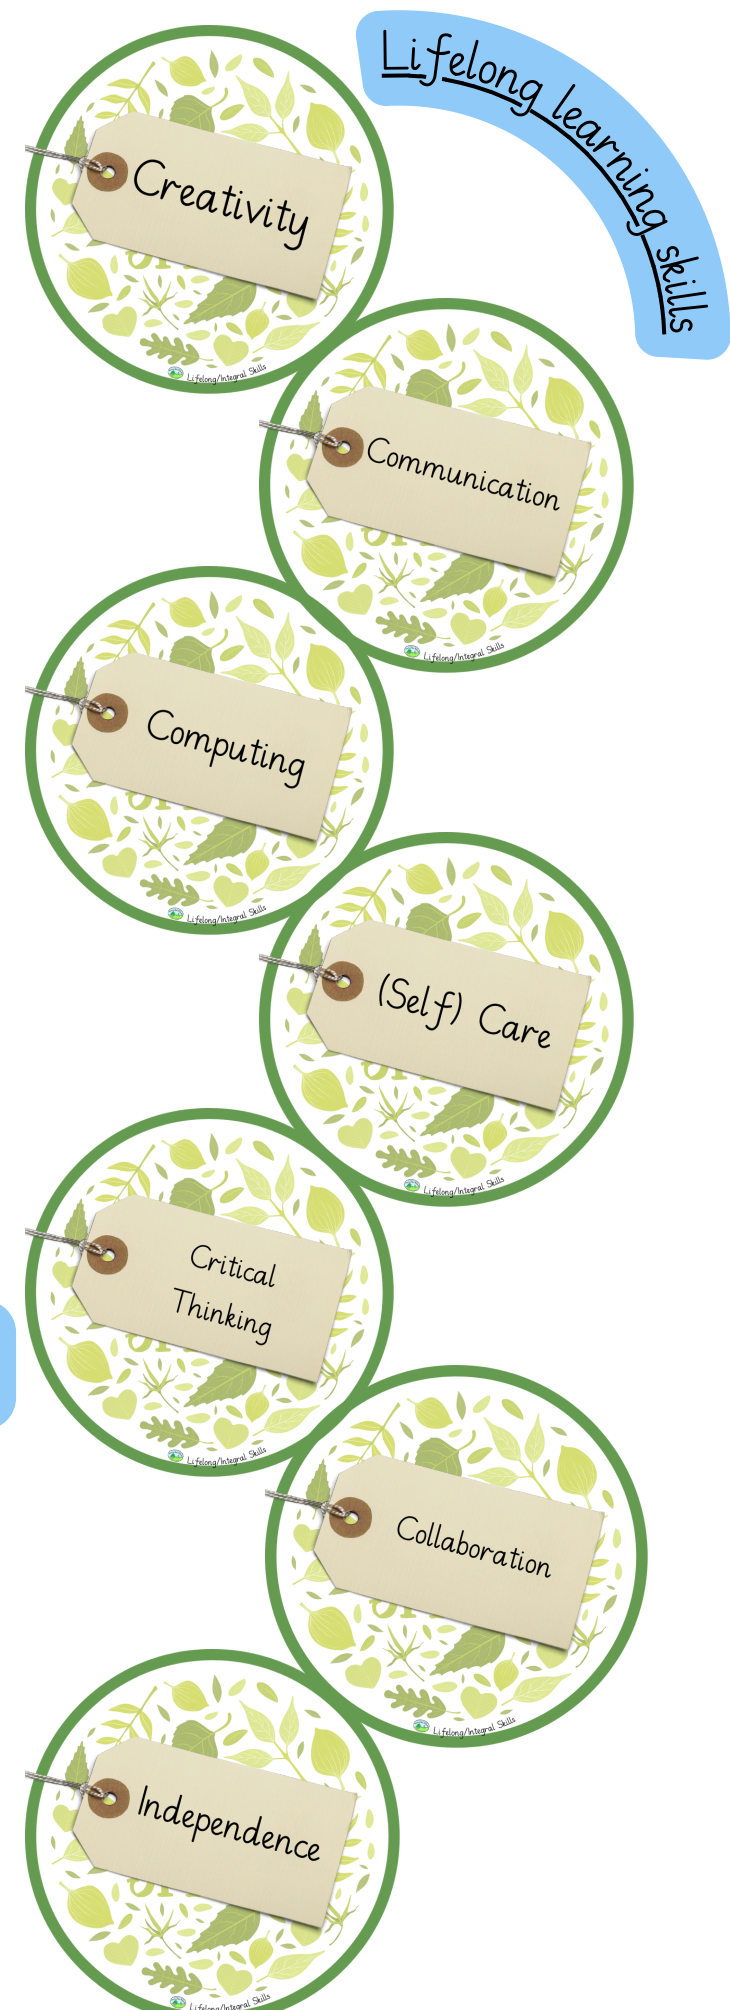 Lifelong learning skills
Creativity
Lifelong/Integral Skills
Communication
Lifelong/Integral Skills
Computing
Lifelong/Integral Skills
(Self) Care
Lifelong/Integral Skills
Critical
Thinking
Lifelong/Integral Skills
Collaboration
Lifelong/Integral Skills
Independence
Lifelong/Integral Skills